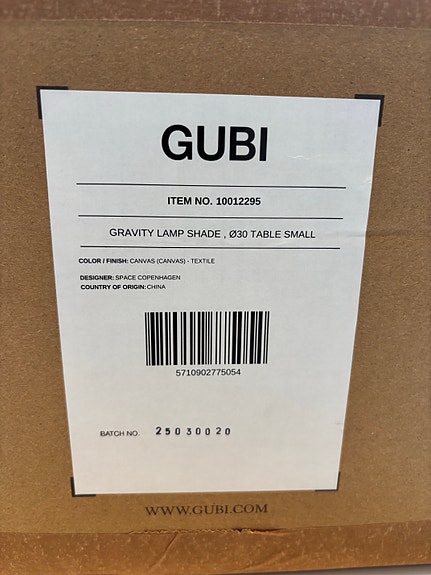 GUBI
ITEM NO. 10012295
GRAVITY LAMP SHADE , Ø30 TABLE SMALL
COLOR / FINISH: CANVAS (CANVAS) - TEXTILE
DESIGNER: SPACE COPENHAGEN
COUNTRY OF ORIGIN: CHINA
5710902775054
BATCH NO. 25030020
WWW.GUBI.COM